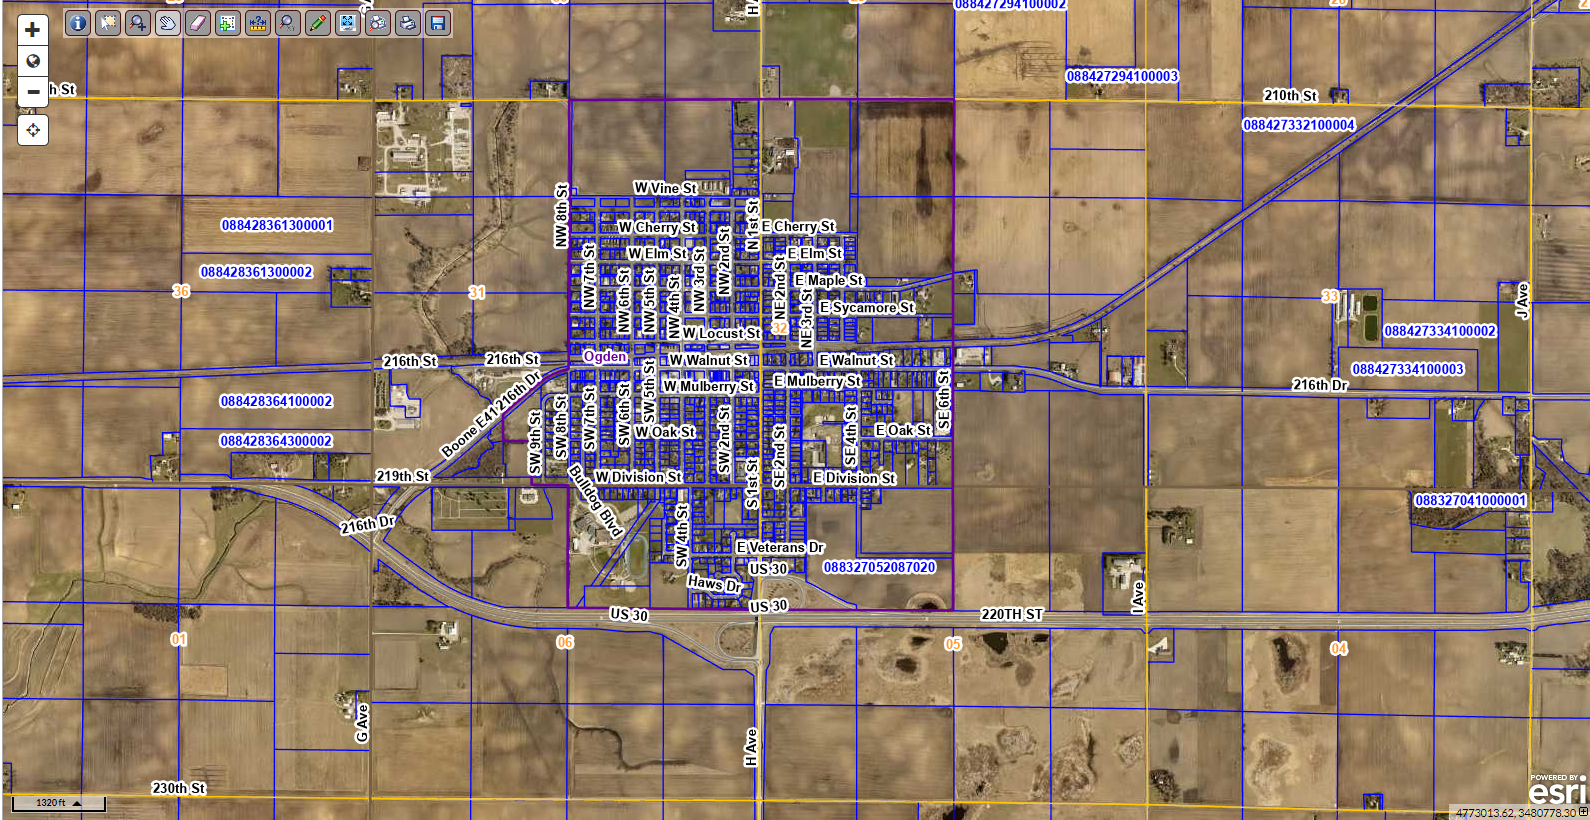 088427294100002
088427294100003
h St
210th St
088427332100004
W Vine St
NW 8th St
N 1st St
088428361300001
W Cherry St
E Cherry St
W Elm St
E Elm St
NW 2nd St
088428361300002
NW 7th St
NW 6th St
NW 5th St
NW 4th St
NW 3rd St
NE 2nd St
E Maple St
36
31
33
J Ave
E Sycamore St
NE 3rd St
32
W Locust St
088427334100002
216th St
216th St
Ogden
W Walnut St
E Walnut St
088427334100003
216th Dr
W Mulberry St
E Mulberry St
216th Dr
SW 5th St
SE 6th St
088428364100002
Boone E41
SW 9th St
SW 8th St
SW 7th St
SW 6th St
W Oak St
SW 2nd St
SE 2nd St
SE 4th St
E Oak St
088428364300002
219th St
W Division St
E Division St
S 1st St
Bulldog Blvd
088327041000001
216th Dr
SW 4th St
E Veterans Dr
US 30
088327052087020
Haws Dr
US 30
US 30
220TH ST
I Ave
01
06
05
04
G Ave
H Ave
230th St
1320 ft
POWERED BY
esri
4773013.62, 3480778.30